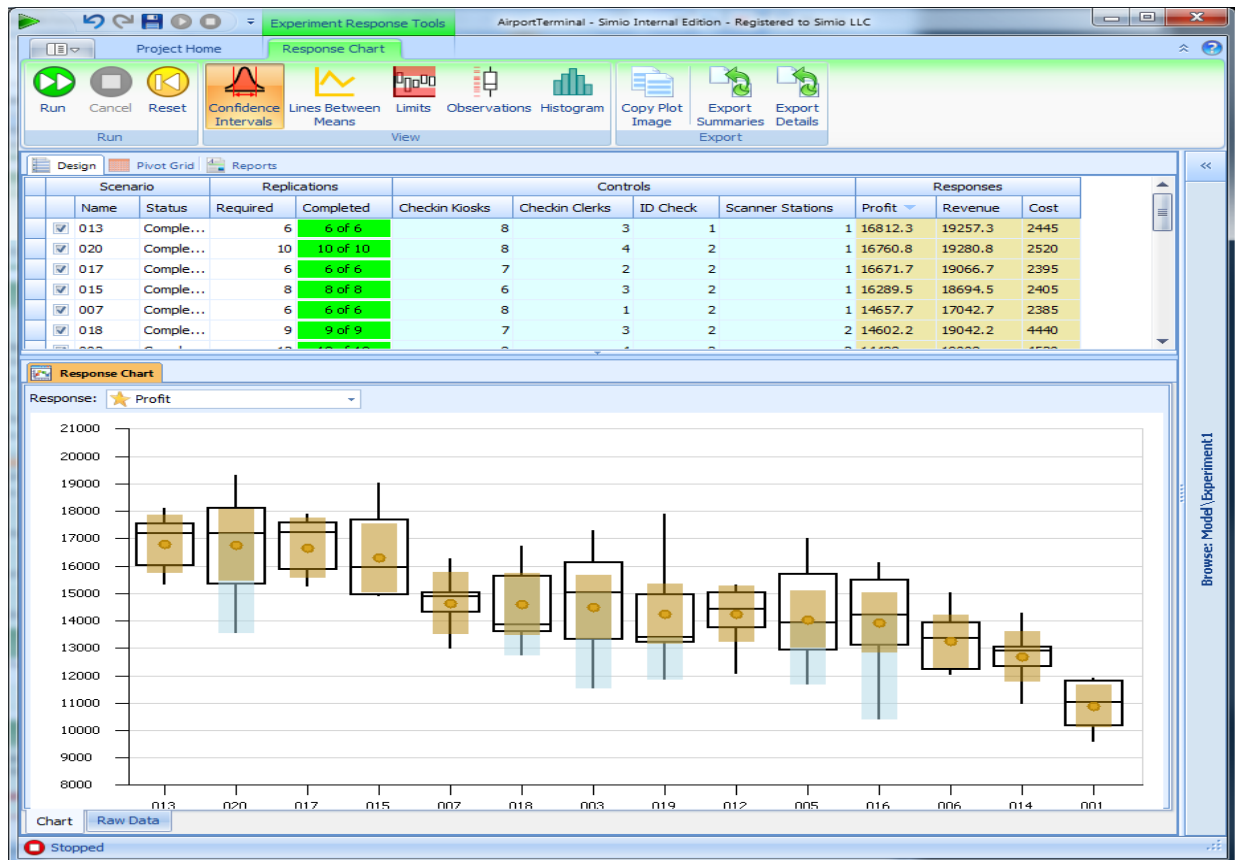 Experiment Response Tools AirportTerminal - Simio Internal Edition - Registered to Simio LLC
Project Home Response Chart
Run Cancel Reset Confidence Intervals Lines Between Means Limits Observations Histogram Copy Plot Image Export Summaries Export Details
Run View Export
Design Pivot Grid Reports
Scenario Replications Controls Responses
Name Status Required Completed Checkin Kiosks Checkin Clerks ID Check Scanner Stations Profit Revenue Cost
013 Comple... 6 6 of 6 8 3 1 1 16812.3 19257.3 2445
020 Comple... 10 10 of 10 8 4 2 1 16760.8 19280.8 2520
017 Comple... 6 6 of 6 7 2 2 1 16671.7 19066.7 2395
015 Comple... 8 8 of 8 6 3 2 1 16289.5 18694.5 2405
007 Comple... 6 6 of 6 8 1 2 1 14657.7 17042.7 2385
018 Comple... 9 9 of 9 7 3 2 2 14602.2 19042.2 4440
Response Chart
Response: Profit
21000
20000
19000
18000
17000
16000
15000
14000
13000
12000
11000
10000
9000
8000
013 020 017 015 007 018 003 019 012 005 016 006 014 001
Chart Raw Data
Stopped
Browse: Model\Experiment1